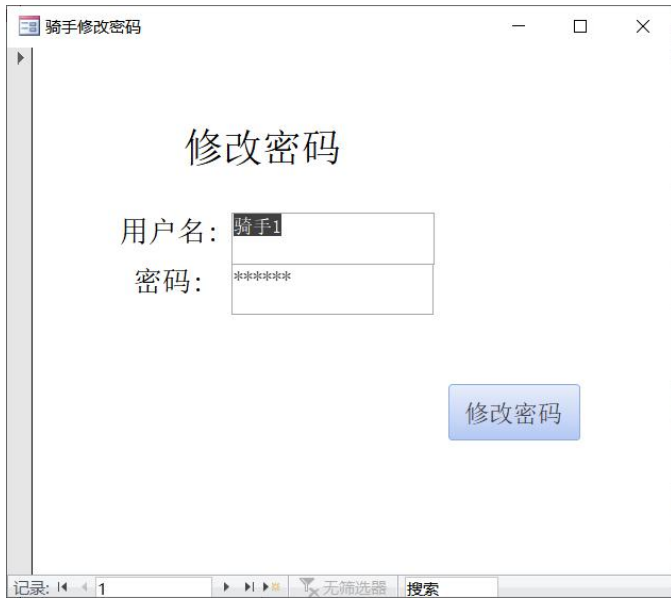 骑手修改密码
修改密码
用户名:
骑手1
密码:
******
修改密码
记录: 1 无筛选器 搜索